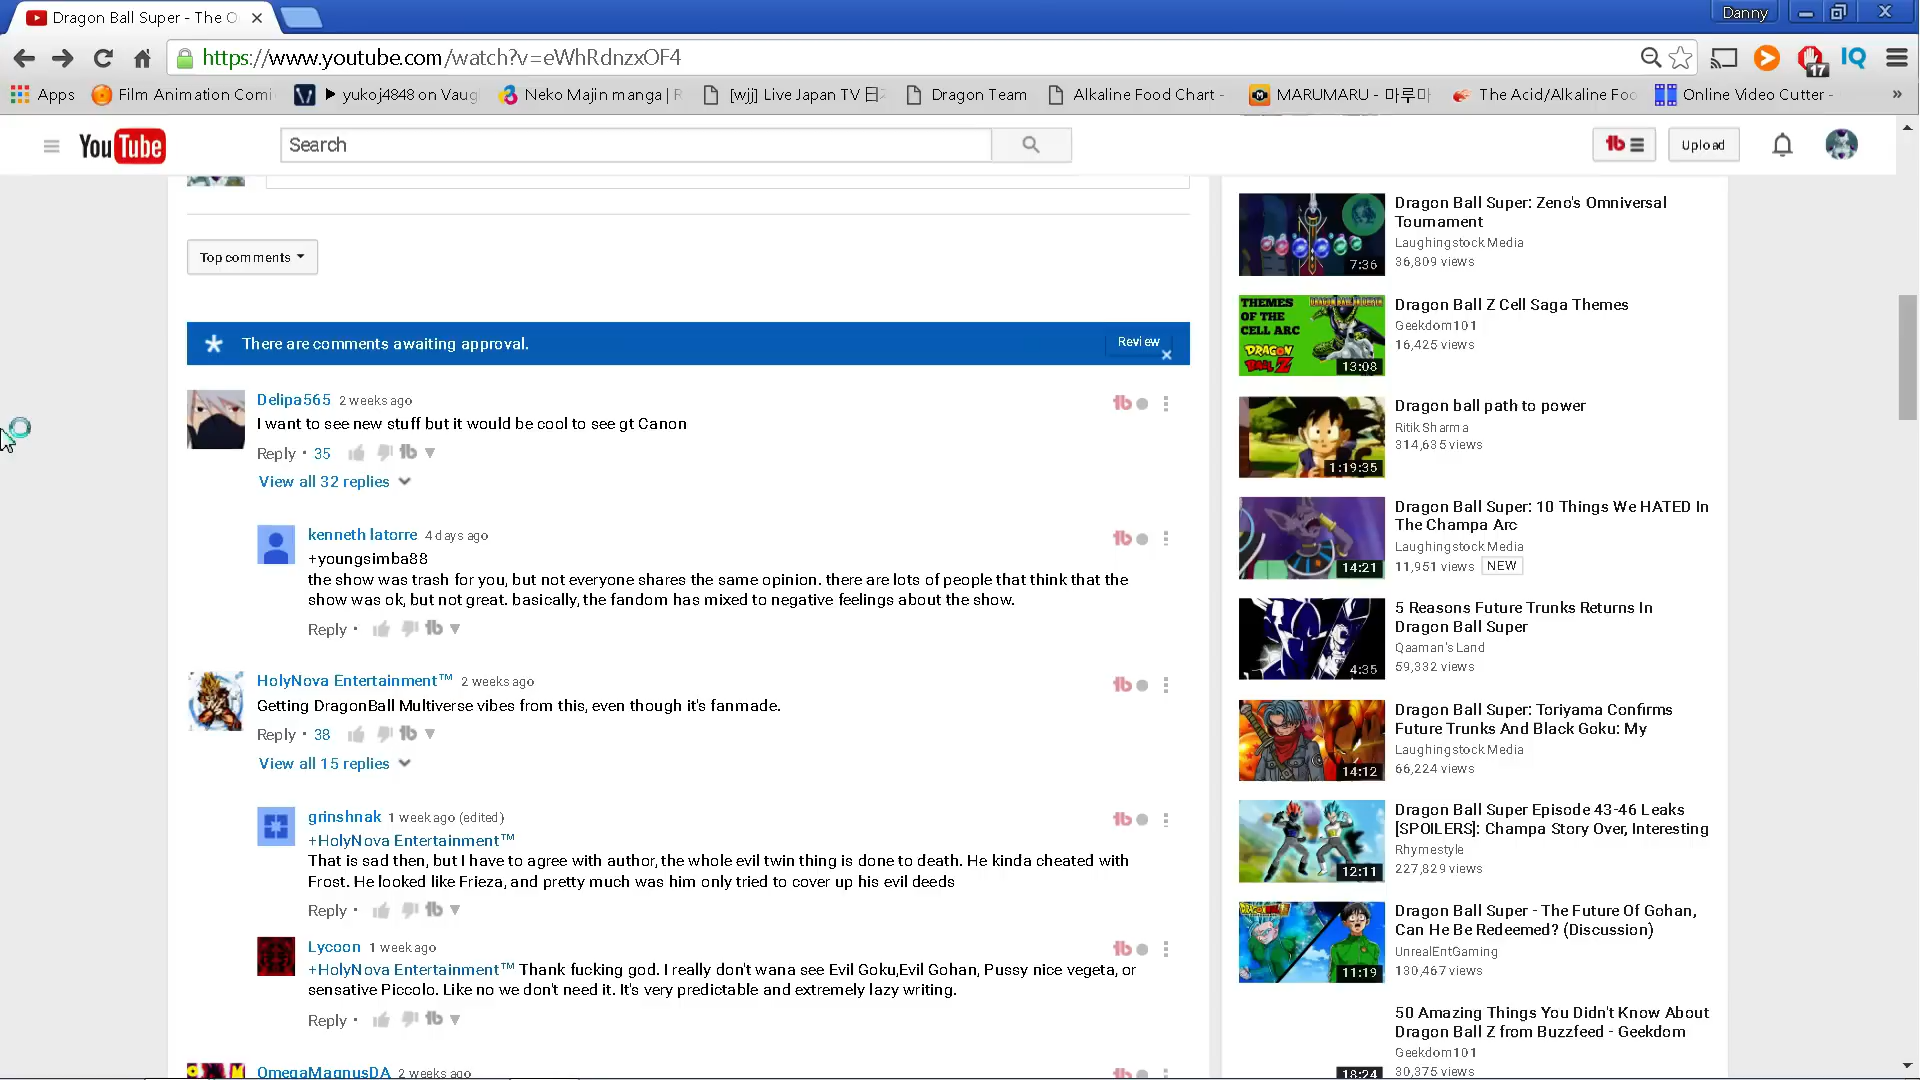 Dragon Ball Super - The O
Danny
https://www.youtube.com/watch?v=eWhRdnzxOF4
17
IQ
Apps
Film Animation Comi
▶ yukoj4848 on Vaug
Neko Majin manga | R
[wjj] Live Japan TV 日
Dragon Team
Alkaline Food Chart -
MARUMARU - 마루마
The Acid/Alkaline Foo
Online Video Cutter -
»
YouTube
Search
Upload
Top comments
There are comments awaiting approval.
Review
Delipa565 2 weeks ago
I want to see new stuff but it would be cool to see gt Canon
Reply • 35
View all 32 replies
kenneth latorre 4 days ago
+youngsimba88
the show was trash for you, but not everyone shares the same opinion. there are lots of people that think that the
show was ok, but not great. basically, the fandom has mixed to negative feelings about the show.
Reply •
HolyNova Entertainment™ 2 weeks ago
Getting DragonBall Multiverse vibes from this, even though it's fanmade.
Reply • 38
View all 15 replies
grinshnak 1 week ago (edited)
+HolyNova Entertainment™
That is sad then, but I have to agree with author, the whole evil twin thing is done to death. He kinda cheated with
Frost. He looked like Frieza, and pretty much was him only tried to cover up his evil deeds
Reply •
Lycoon 1 week ago
+HolyNova Entertainment™ Thank fucking god. I really don't wana see Evil Goku,Evil Gohan, Pussy nice vegeta, or
sensative Piccolo. Like no we don't need it. It's very predictable and extremely lazy writing.
Reply •
OmegaMagnusDA 2 weeks ago
Dragon Ball Super: Zeno's Omniversal
Tournament
Laughingstock Media
36,809 views
7:36
THEMES
OF THE
CELL ARC
DRAGON
BALL Z
13:08
Dragon Ball Z Cell Saga Themes
Geekdom101
16,425 views
1:19:35
Dragon ball path to power
Ritik Sharma
314,635 views
14:21
Dragon Ball Super: 10 Things We HATED In
The Champa Arc
Laughingstock Media
11,951 views NEW
4:35
5 Reasons Future Trunks Returns In
Dragon Ball Super
Qaaman's Land
59,332 views
14:12
Dragon Ball Super: Toriyama Confirms
Future Trunks And Black Goku: My
Laughingstock Media
66,224 views
12:11
Dragon Ball Super Episode 43-46 Leaks
[SPOILERS]: Champa Story Over, Interesting
Rhymestyle
227,829 views
11:19
Dragon Ball Super - The Future Of Gohan,
Can He Be Redeemed? (Discussion)
UnrealEntGaming
130,467 views
50 Amazing Things You Didn't Know About
Dragon Ball Z from Buzzfeed - Geekdom
Geekdom101
30,375 views
18:24